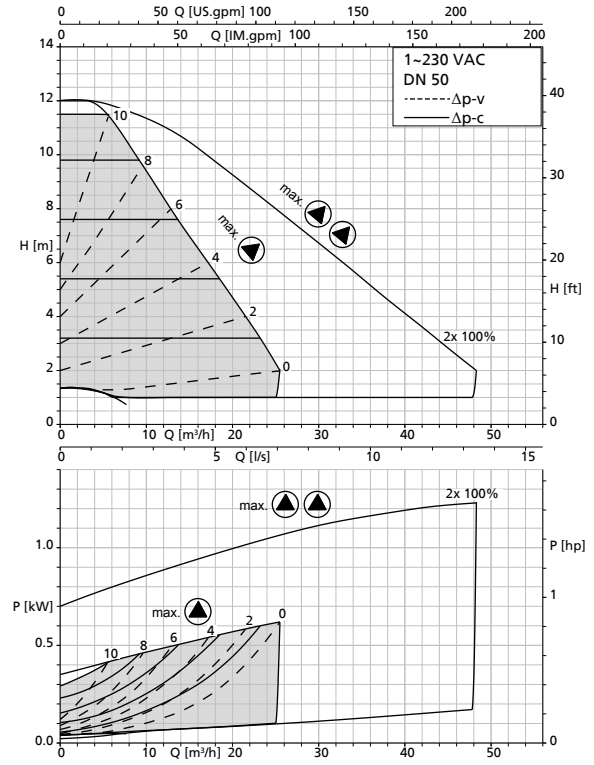 0 50 Q [US.gpm] 100 150 200
0 50 Q [IM.gpm] 100 150 200
14
12
10
8
H [m]
6
4
2
0
1~230 VAC
DN 50
Δp-v
Δp-c
40
30
20
H [ft]
10
0
10
8
6
4
2
0
max.
max.
2x 100%
10 Q [m³/h] 20 30 40 50
0 5 Q [l/s] 10 15
2x 100%
max.
1.0
P [kW]
0.5
0.0
P [hp]
1
0
max.
10 8 6 4 2 0
10 Q [m³/h] 20 30 40 50